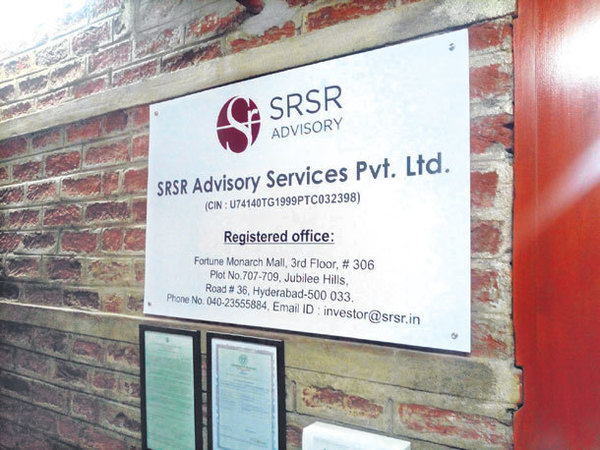 Sr
SRSR
ADVISORY
SRSR Advisory Services Pvt. Ltd.
(CIN : U74140TG1999PTC032398)
Registered office:
Fortune Monarch Mall, 3rd Floor, # 306
Plot No.707-709, Jubilee Hills,
Road # 36, Hyderabad-500 033.
Phone No. 040-23555884, Email ID : investor@srsr.in